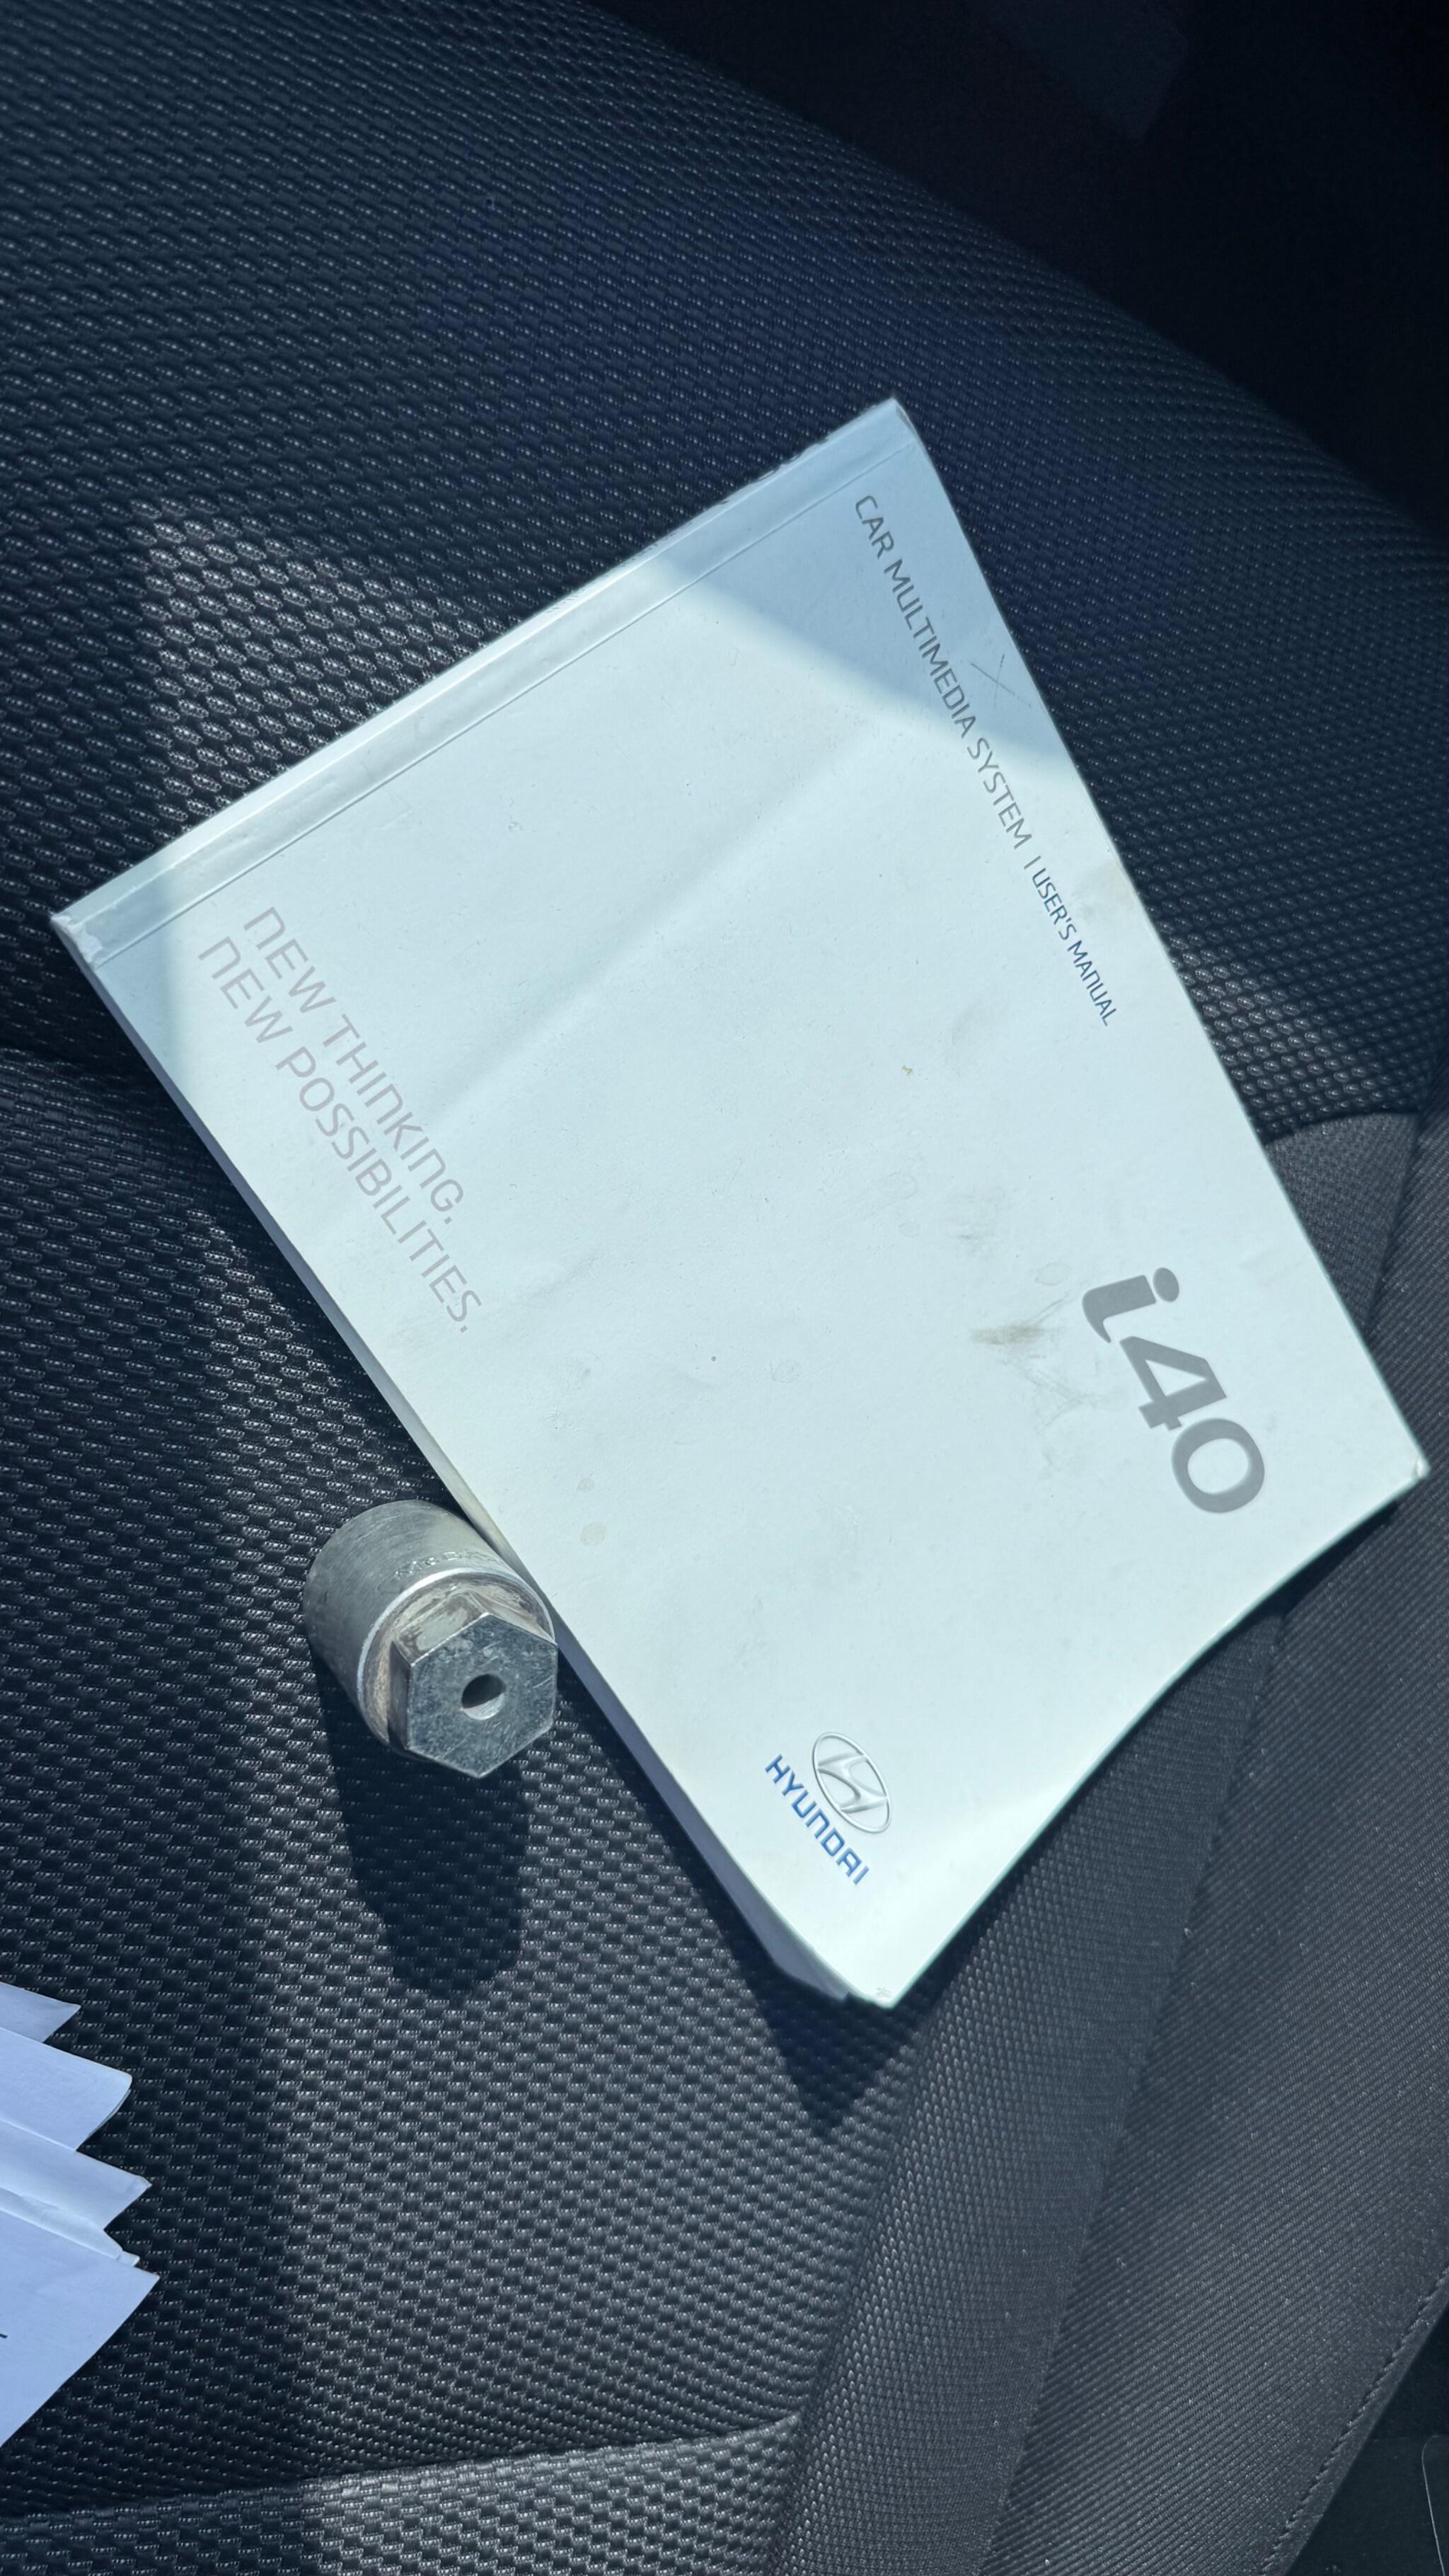 CAR MULTIMEDIA SYSTEM | USER'S MANUAL
i40
NEW THINKING.
NEW POSSIBILITIES.
HYUNDAI